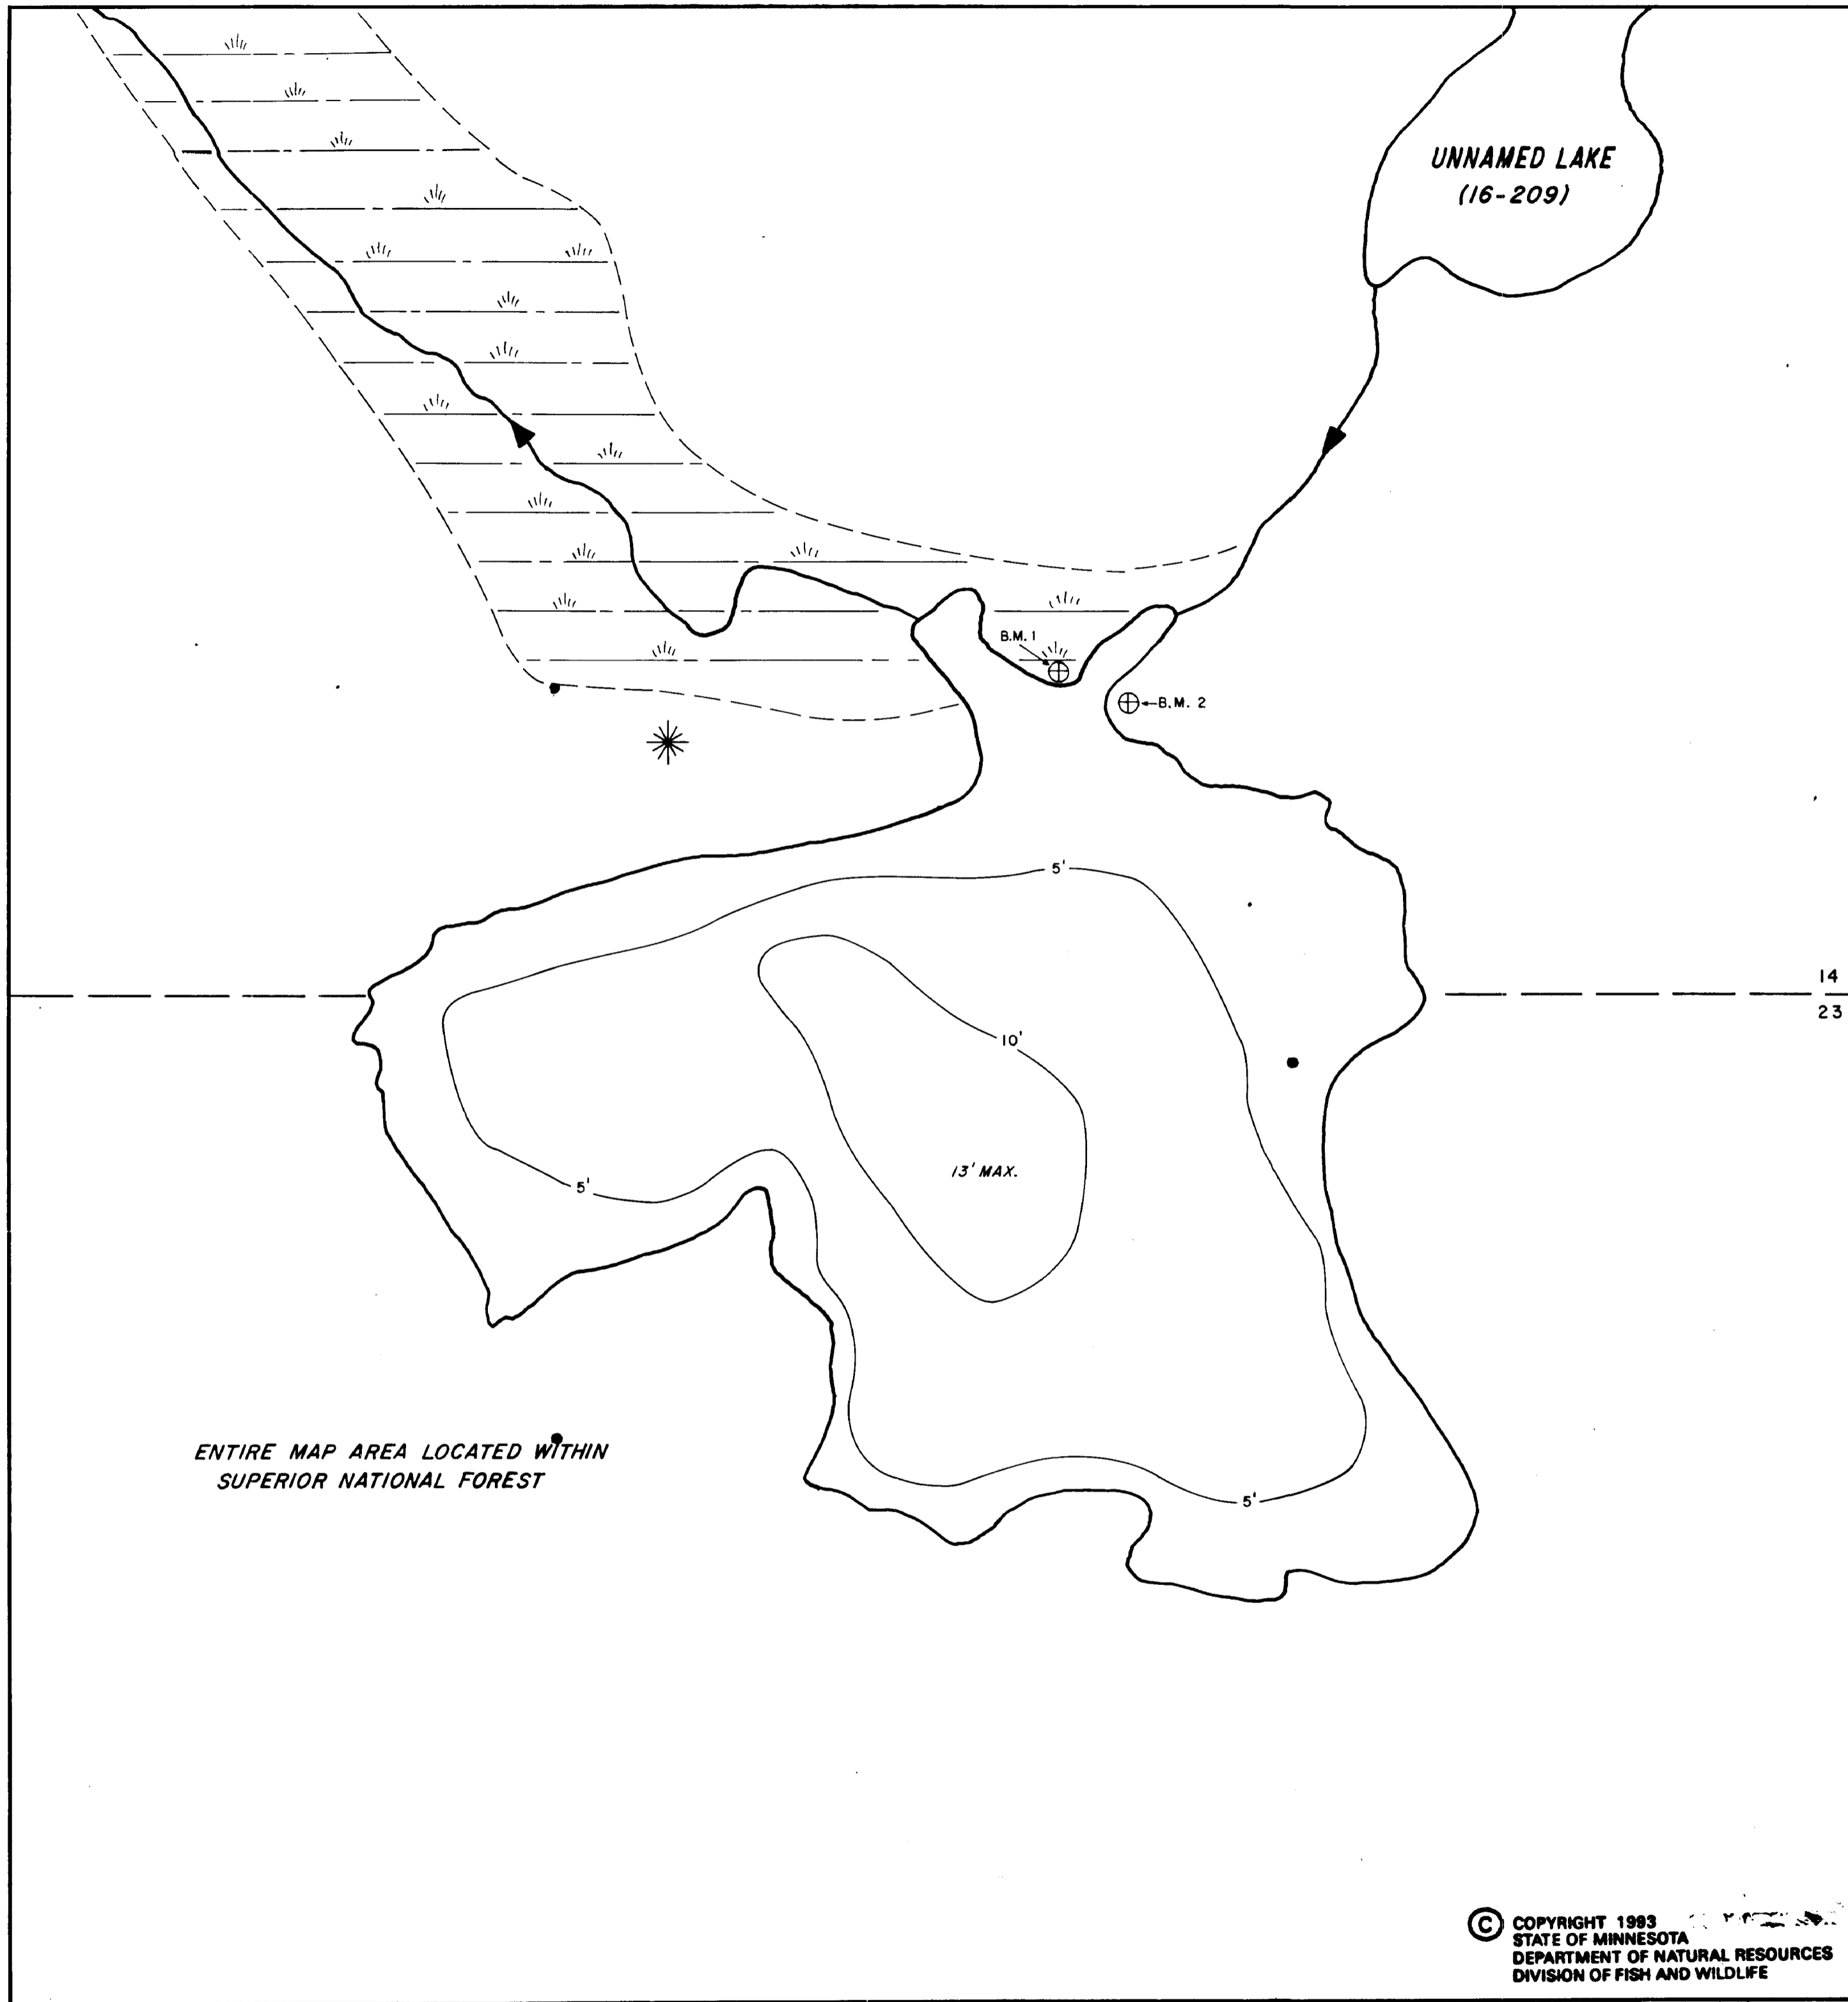 UNNAMED LAKE
(16-209)
B.M. 1
B.M. 2
5'
14
23
10'
13' MAX.
5'
ENTIRE MAP AREA LOCATED WITHIN
SUPERIOR NATIONAL FOREST
5'
© COPYRIGHT 1993
STATE OF MINNESOTA
DEPARTMENT OF NATURAL RESOURCES
DIVISION OF FISH AND WILDLIFE